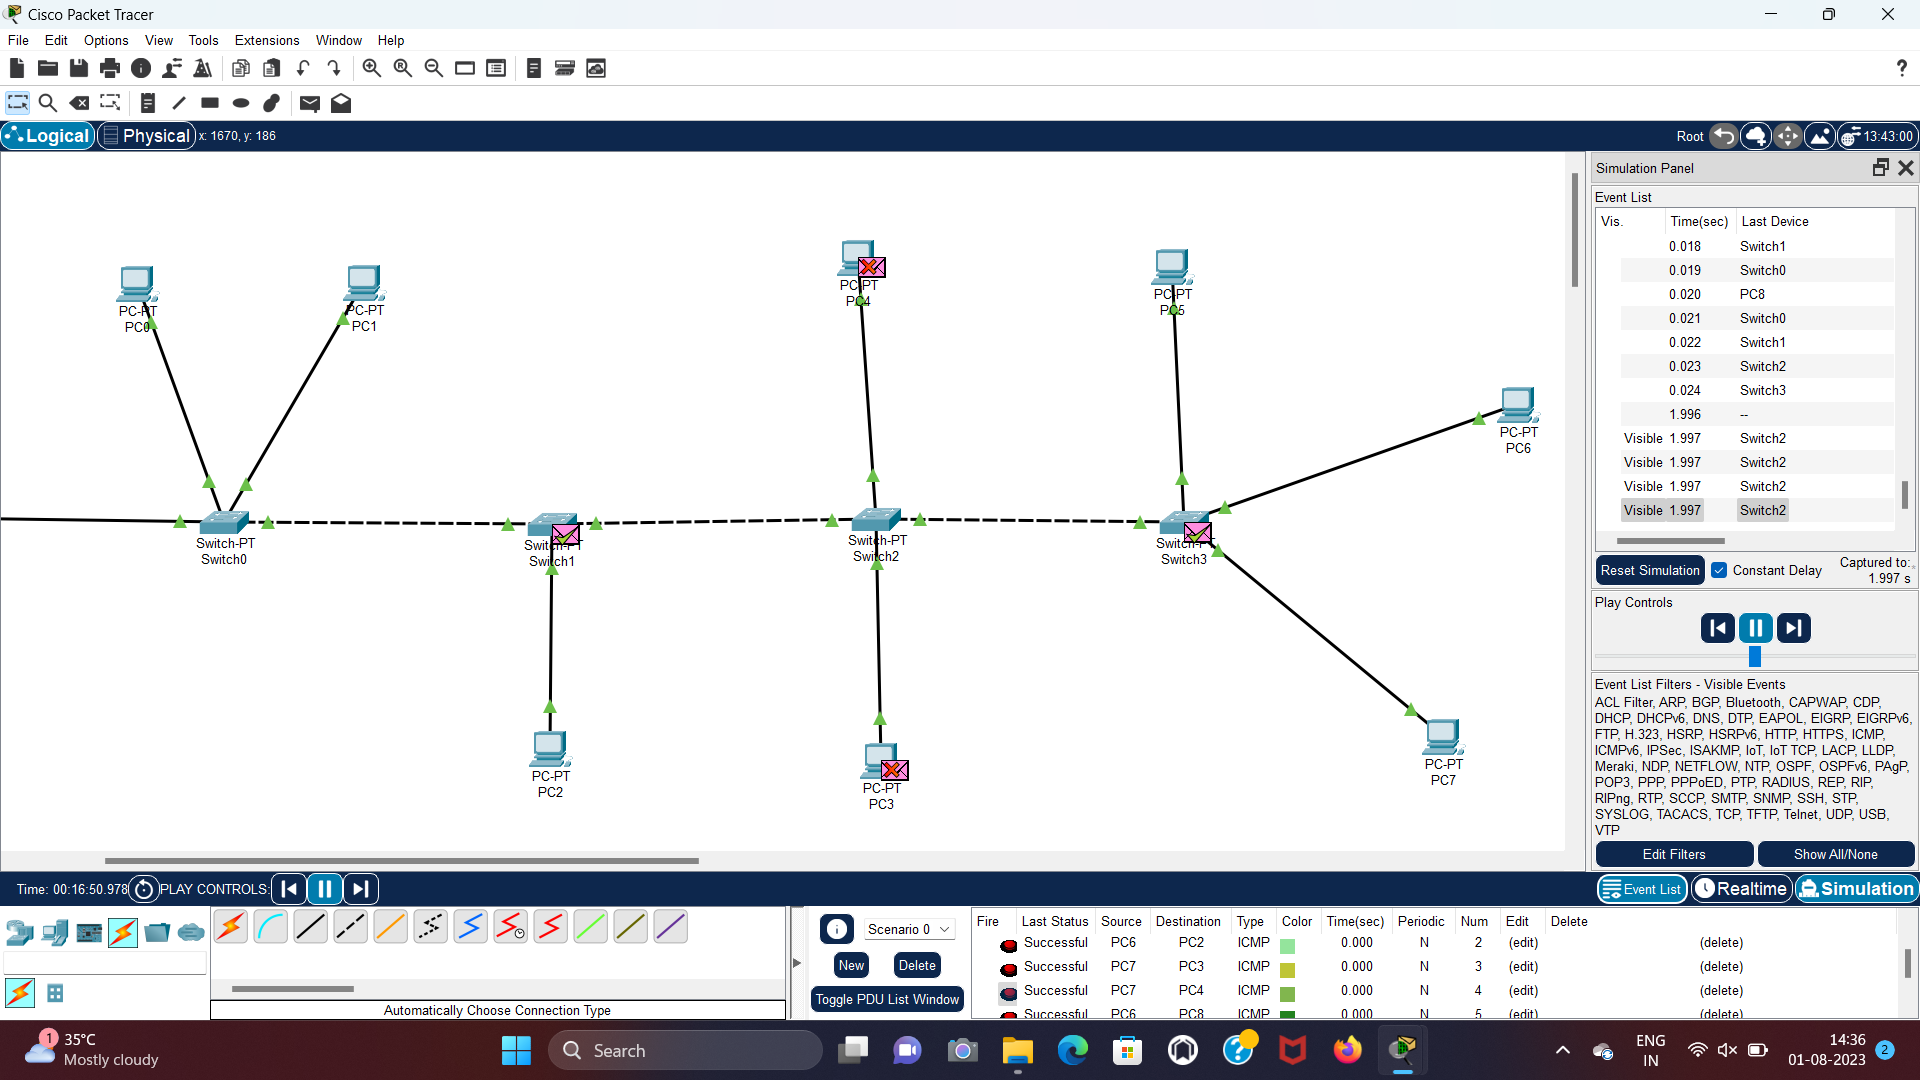 Cisco Packet Tracer
File Edit Options View Tools Extensions Window Help
?
Logical Physical x: 1670, y: 186 Root 13:43:00
Simulation Panel
Event List
Vis. Time(sec) Last Device
0.018 Switch1
0.019 Switch0
0.020 PC8
0.021 Switch0
0.022 Switch1
0.023 Switch2
0.024 Switch3
1.996 --
Visible 1.997 Switch2
Visible 1.997 Switch2
Visible 1.997 Switch2
Visible 1.997 Switch2
Reset Simulation Constant Delay Captured to:
1.997 s
Play Controls
Event List Filters - Visible Events
ACL Filter, ARP, BGP, Bluetooth, CAPWAP, CDP,
DHCP, DHCPv6, DNS, DTP, EAPOL, EIGRP, EIGRPv6,
FTP, H.323, HSRP, HSRPv6, HTTP, HTTPS, ICMP,
ICMPv6, IPSec, ISAKMP, IoT, IoT TCP, LACP, LLDP,
Meraki, NDP, NETFLOW, NTP, OSPF, OSPFv6, PAgP,
POP3, PPP, PPPoED, PTP, RADIUS, REP, RIP,
RIPng, RTP, SCCP, SMTP, SNMP, SSH, STP,
SYSLOG, TACACS, TCP, TFTP, Telnet, UDP, USB,
VTP
Edit Filters Show All/None
PC-PT
PC0
PC-PT
PC1
PC-PT
PC4
PC-PT
PC5
PC-PT
PC6
Switch-PT
Switch0
Switch-PT
Switch1
Switch-PT
Switch2
Switch-PT
Switch3
PC-PT
PC2
PC-PT
PC3
PC-PT
PC7
Time: 00:16:50.978 PLAY CONTROLS: Event List Realtime Simulation
Automatically Choose Connection Type
Scenario 0
New Delete
Toggle PDU List Window
Fire Last Status Source Destination Type Color Time(sec) Periodic Num Edit Delete
Successful PC6 PC2 ICMP 0.000 N 2 (edit) (delete)
Successful PC7 PC3 ICMP 0.000 N 3 (edit) (delete)
Successful PC7 PC4 ICMP 0.000 N 4 (edit) (delete)
Successful PC6 PC8 ICMP 0.000 N 5 (edit) (delete)
1 35°C
Mostly cloudy
Search
ENG
IN
14:36
01-08-2023
2